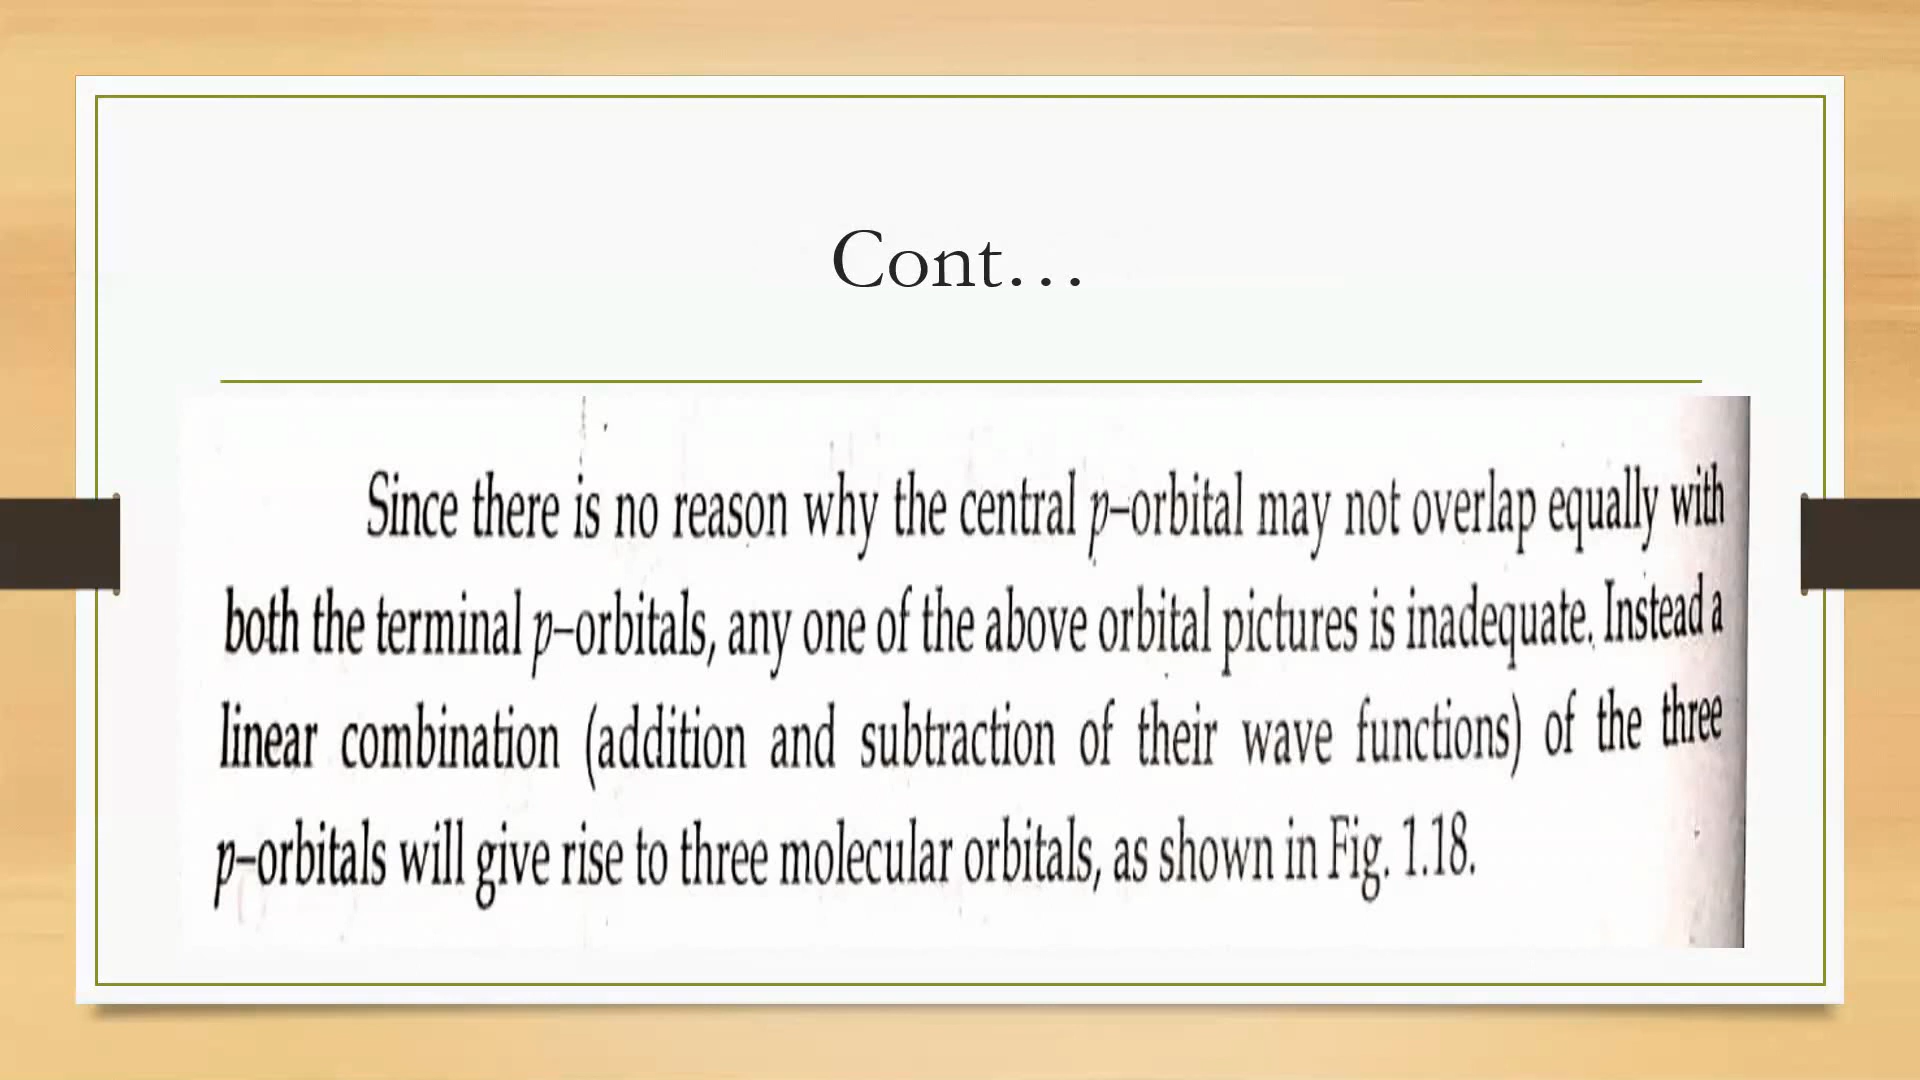 Cont…
Since there is no reason why the central p–orbital may not overlap equally with
both the terminal p–orbitals, any one of the above orbital pictures is inadequate. Instead a
linear combination (addition and subtraction of their wave functions) of the three
p–orbitals will give rise to three molecular orbitals, as shown in Fig. 1.18.